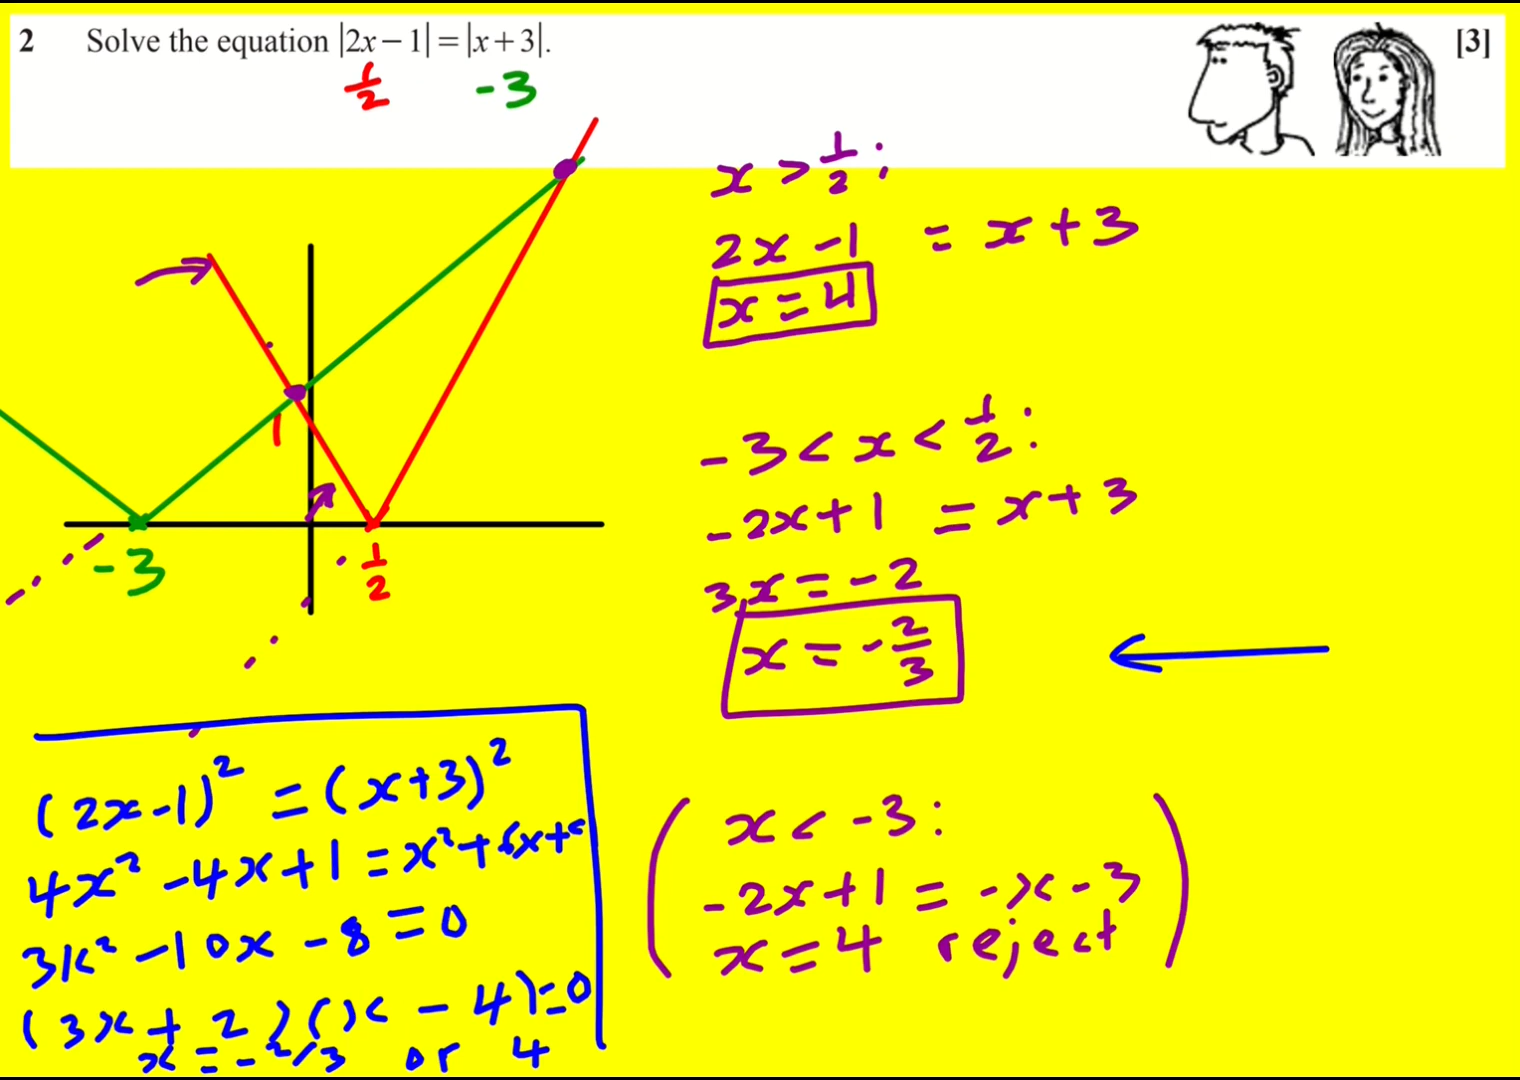 2 Solve the equation |2x − 1| = |x + 3|. [3]
1/2 -3
x > 1/2 :
2x - 1 = x + 3
x = 4
1
-3 1/2
-3 < x < 1/2 :
-2x + 1 = x + 3
3x = -2
x = -2/3
(2x - 1)² = (x + 3)²
4x² - 4x + 1 = x² + 6x +
3x² - 10x - 8 = 0
(3x + 2)(x - 4) = 0
x = -2/3 or 4
( x < -3 :
-2x + 1 = -x - 3
x = 4 reject )